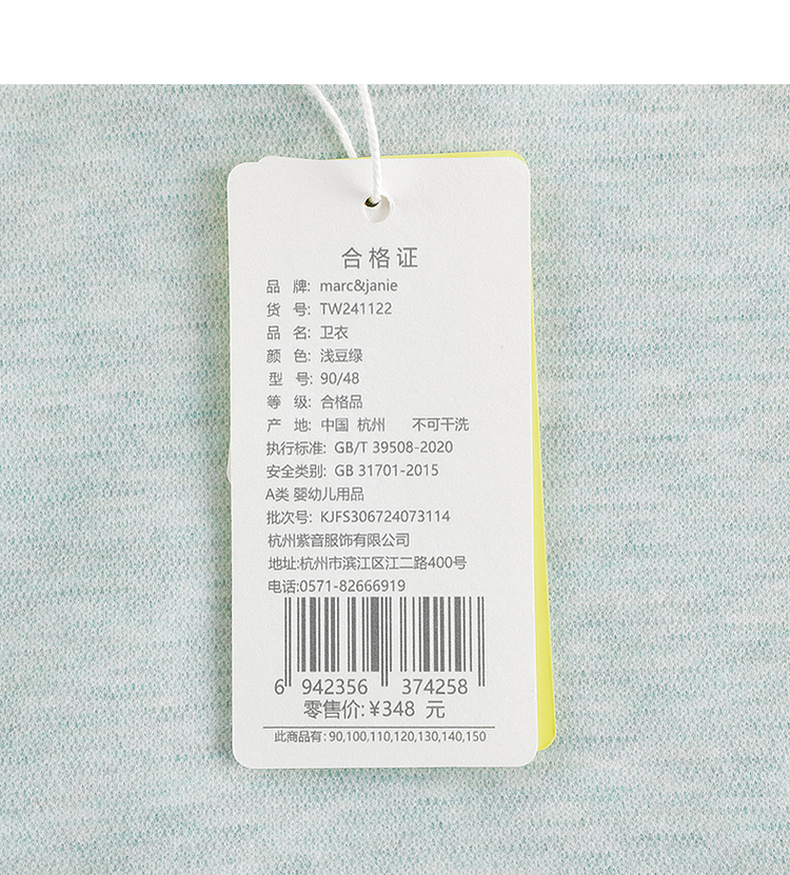 合格证
品 牌: marc&janie
货 号: TW241122
品 名: 卫衣
颜 色: 浅豆绿
型 号: 90/48
等 级: 合格品
产 地: 中国 杭州 不可干洗
执行标准: GB/T 39508-2020
安全类别: GB 31701-2015
A类 婴幼儿用品
批次号: KJFS306724073114
杭州紫音服饰有限公司
地址:杭州市滨江区江二路400号
电话:0571-82666919
6 942356 374258
零售价:¥348 元
此商品有: 90,100,110,120,130,140,150